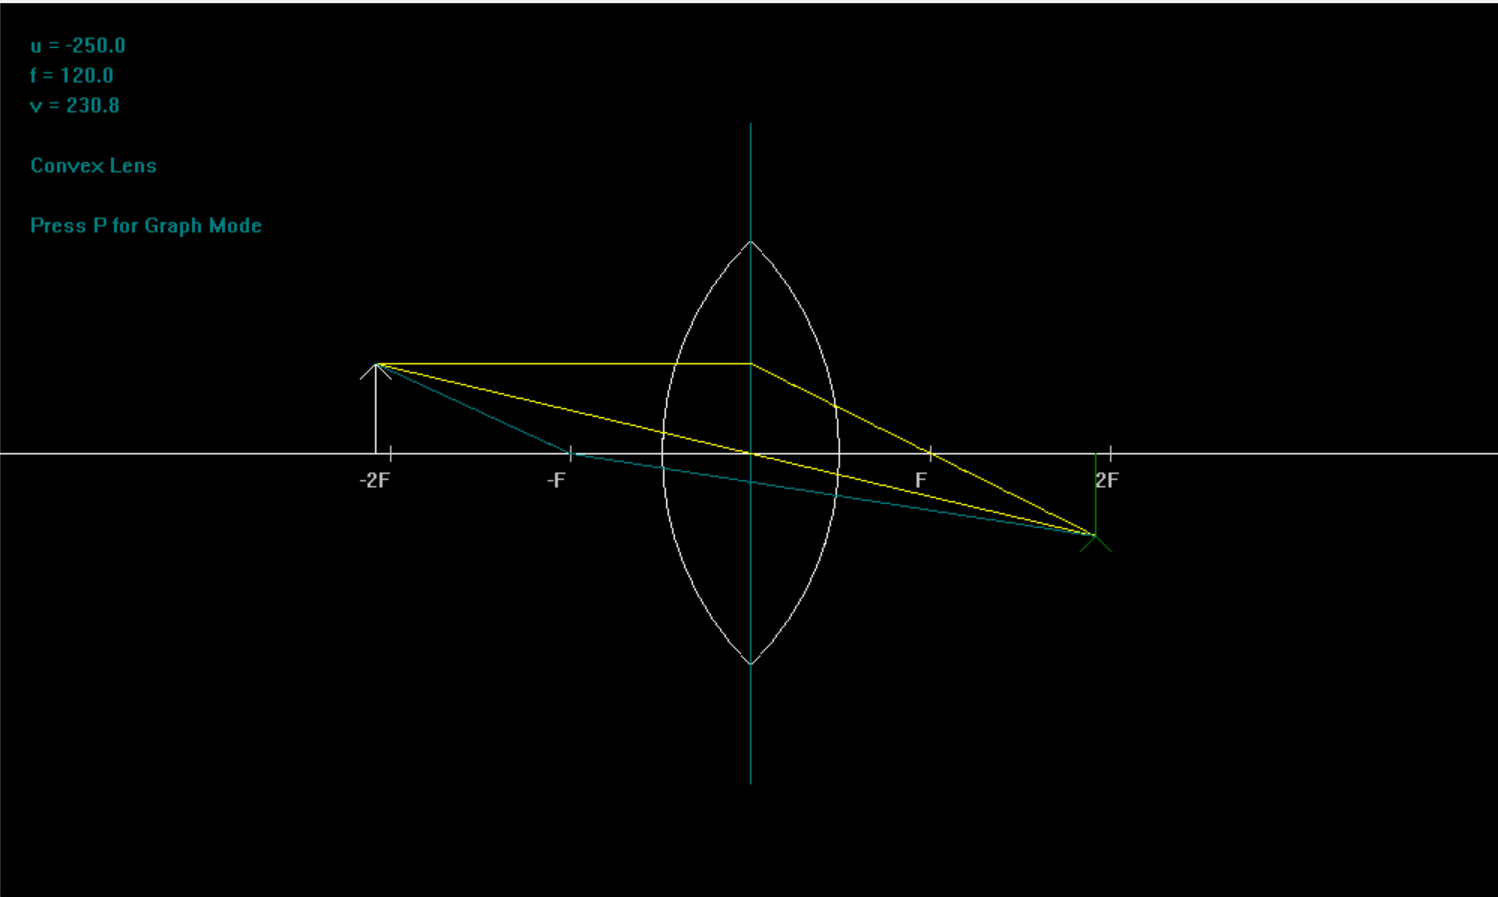 u = -250.0
f = 120.0
v = 230.8
Convex Lens
Press P for Graph Mode
-2F -F F 2F